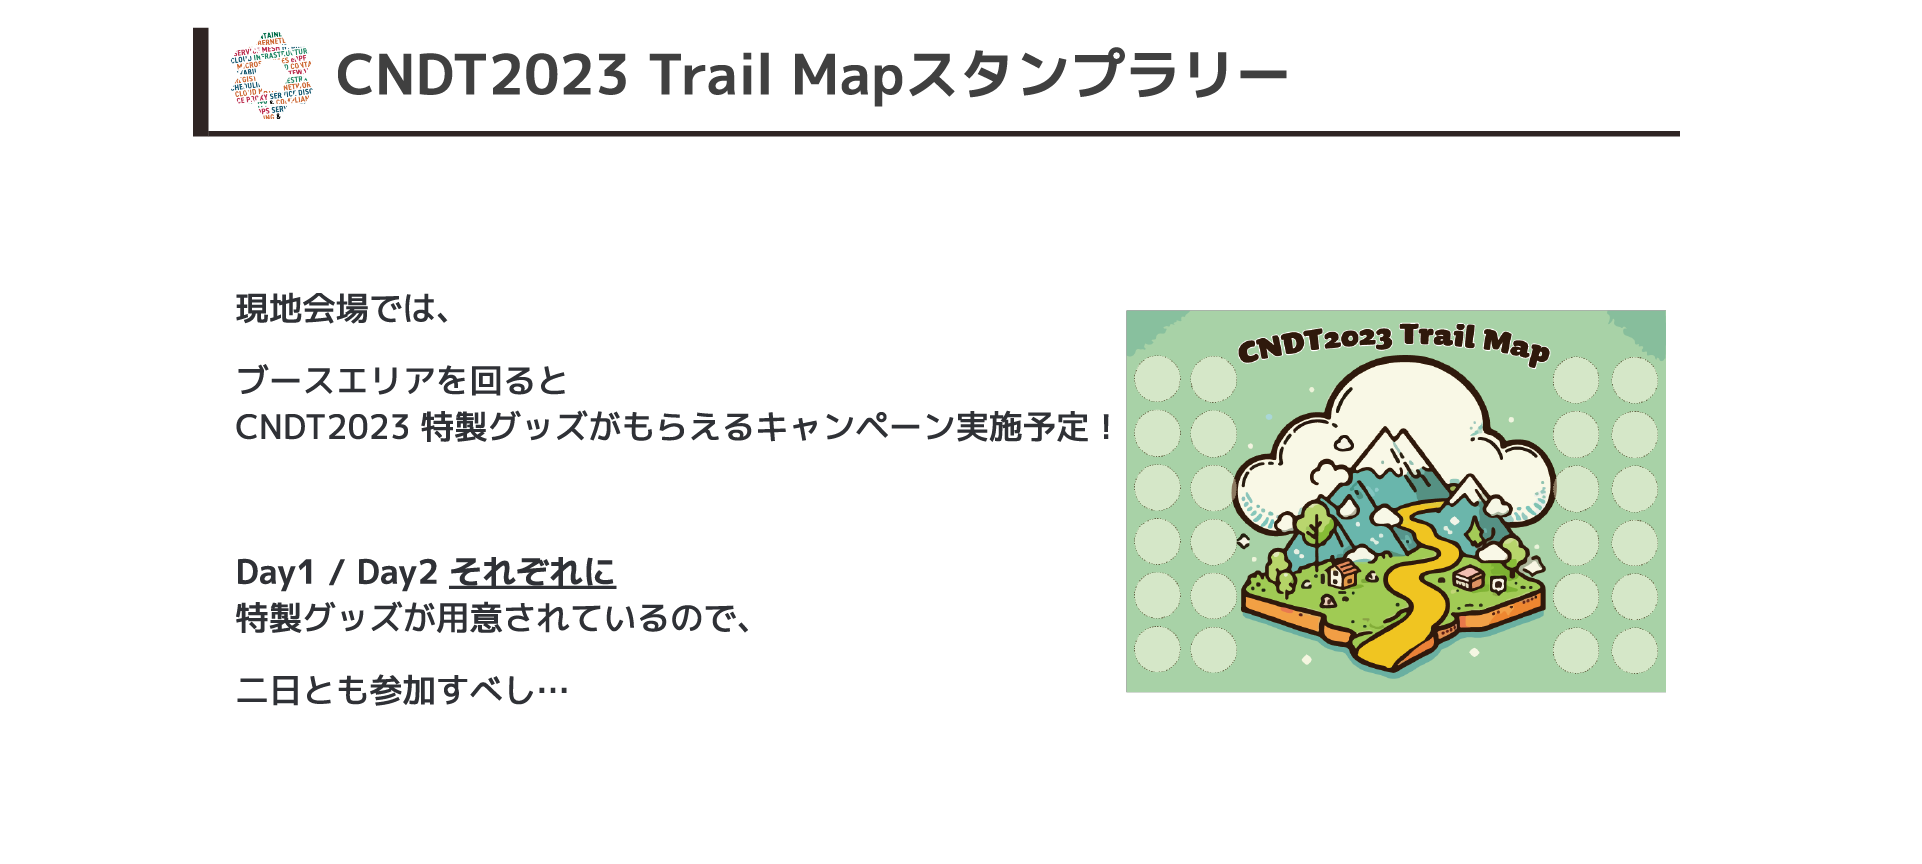 CNDT2023 Trail Mapスタンプラリー
現地会場では、
ブースエリアを回ると
CNDT2023 特製グッズがもらえるキャンペーン実施予定！
Day1 / Day2 それぞれに
特製グッズが用意されているので、
二日とも参加すべし…
CNDT2023 Trail Map